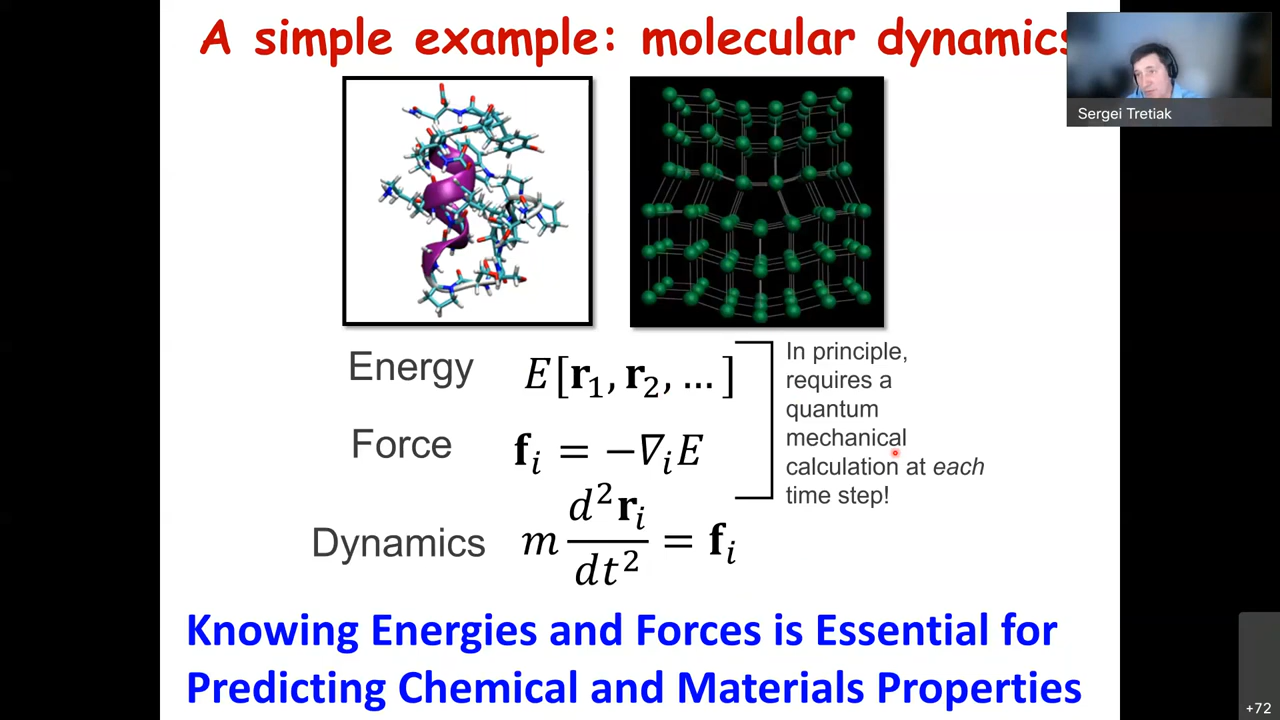 A simple example: molecular dynamics
Sergei Tretiak
Energy E[r₁, r₂, …]
In principle,
requires a
quantum
mechanical
calculation at each
time step!
Force fᵢ = −∇ᵢE
Dynamics m d²rᵢ/dt² = fᵢ
Knowing Energies and Forces is Essential for
Predicting Chemical and Materials Properties
+72